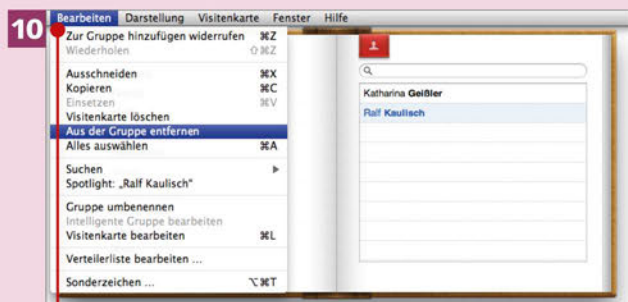 10
Bearbeiten Darstellung Visitenkarte Fenster Hilfe
Zur Gruppe hinzufügen widerrufen ⌘Z
Wiederholen ⇧⌘Z
Ausschneiden ⌘X
Kopieren ⌘C
Einsetzen ⌘V
Visitenkarte löschen
Aus der Gruppe entfernen
Alles auswählen ⌘A
Suchen ▶
Spotlight: „Ralf Kaulisch“
Gruppe umbenennen
Intelligente Gruppe bearbeiten
Visitenkarte bearbeiten ⌘L
Verteilerliste bearbeiten ...
Sonderzeichen ... ⌥⌘T
Katharina Geißler
Ralf Kaulisch